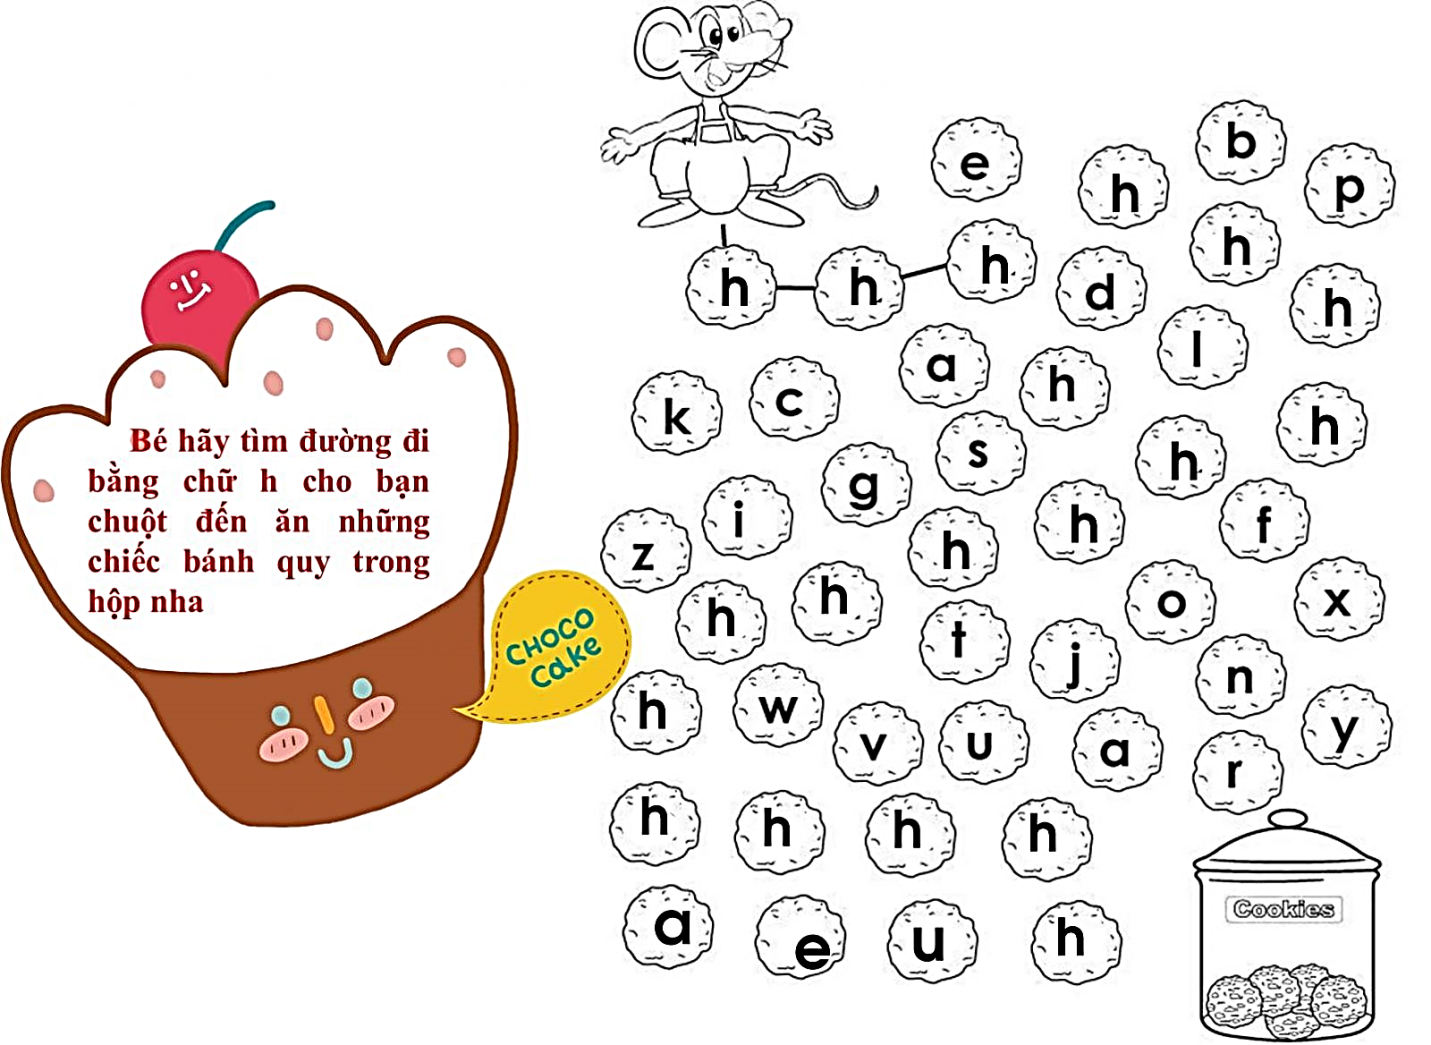 Bé hãy tìm đường đi
bằng chữ h cho bạn
chuột đến ăn những
chiếc bánh quy trong
hộp nha
CHOCO
Cake
e h b p
h h h d h h
k c a h l h
z i g s h h f
h h h t h o x
h w v u j a n y
h h h h r
a e u h
Cookies